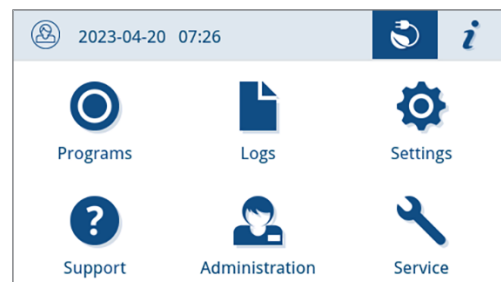 2023-04-20 07:26 i
Programs Logs Settings
?
Support Administration Service